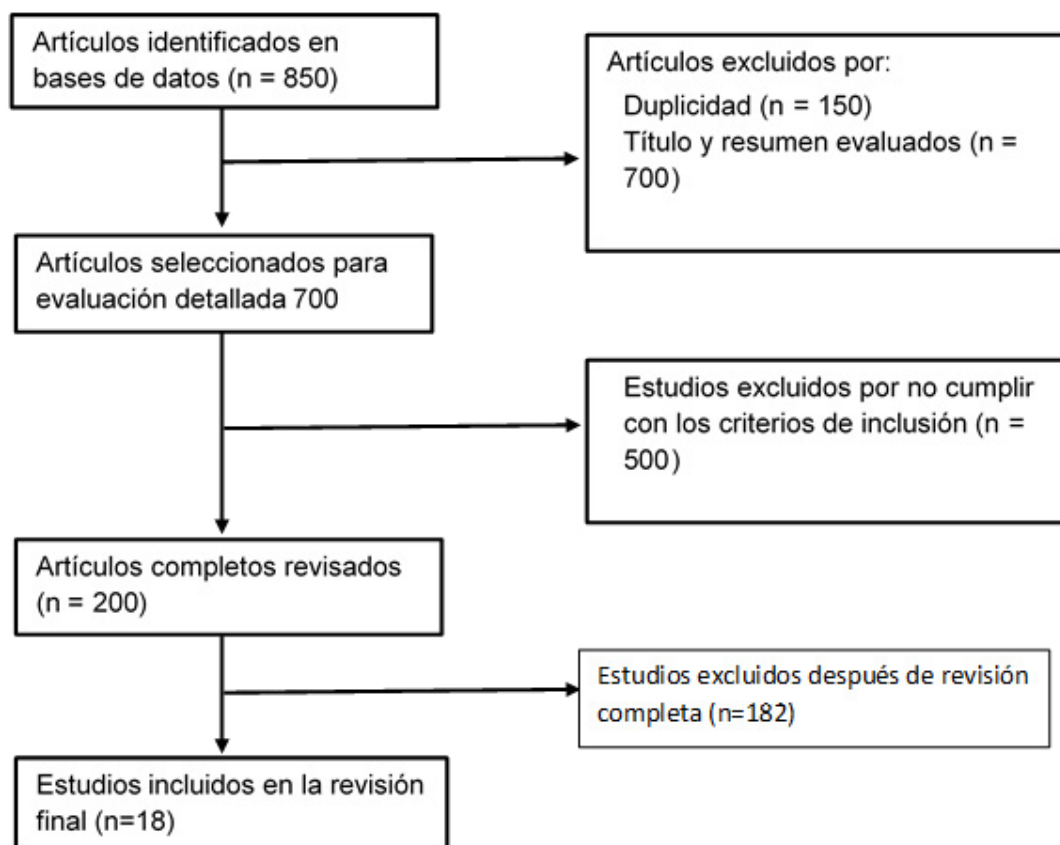 Artículos identificados en
bases de datos (n = 850)
Artículos excluidos por:
Duplicidad (n = 150)
Título y resumen evaluados (n =
700)
Artículos seleccionados para
evaluación detallada 700
Estudios excluidos por no cumplir
con los criterios de inclusión (n =
500)
Artículos completos revisados
(n = 200)
Estudios excluidos después de revisión
completa (n=182)
Estudios incluidos en la revisión
final (n=18)